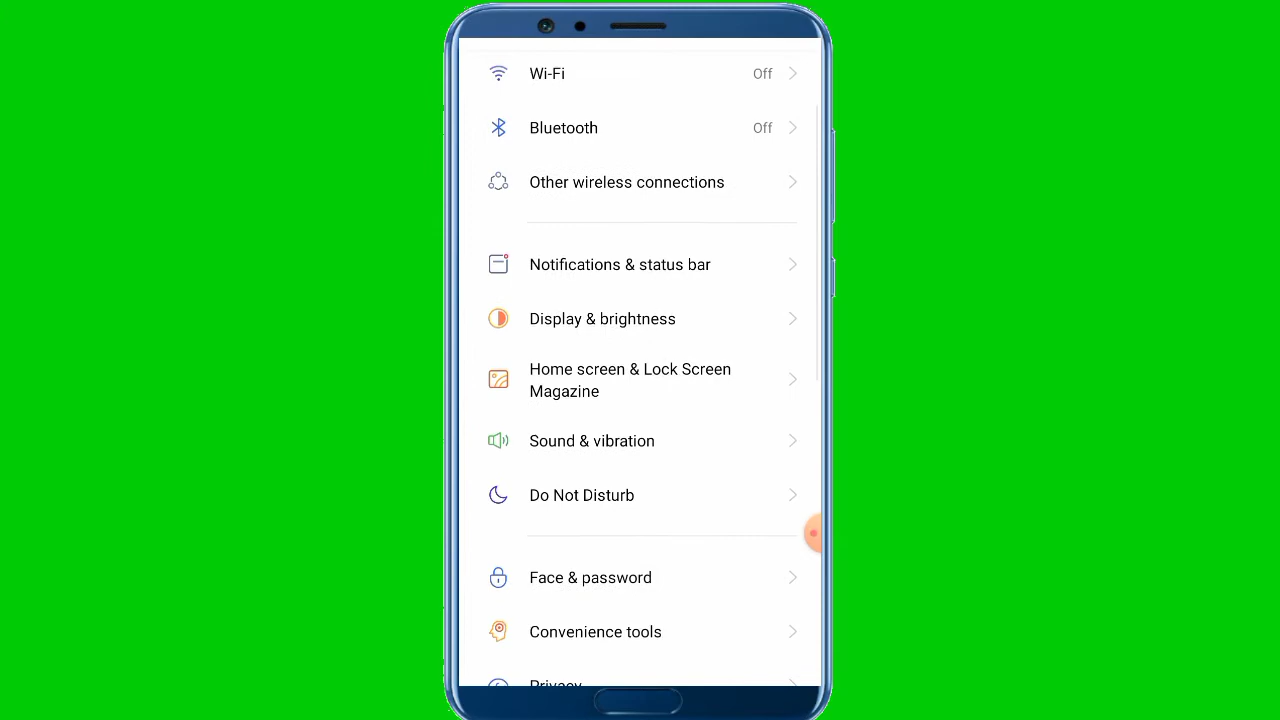 Wi-Fi Off
Bluetooth Off
Other wireless connections
Notifications & status bar
Display & brightness
Home screen & Lock Screen
Magazine
Sound & vibration
Do Not Disturb
Face & password
Convenience tools
Privacy